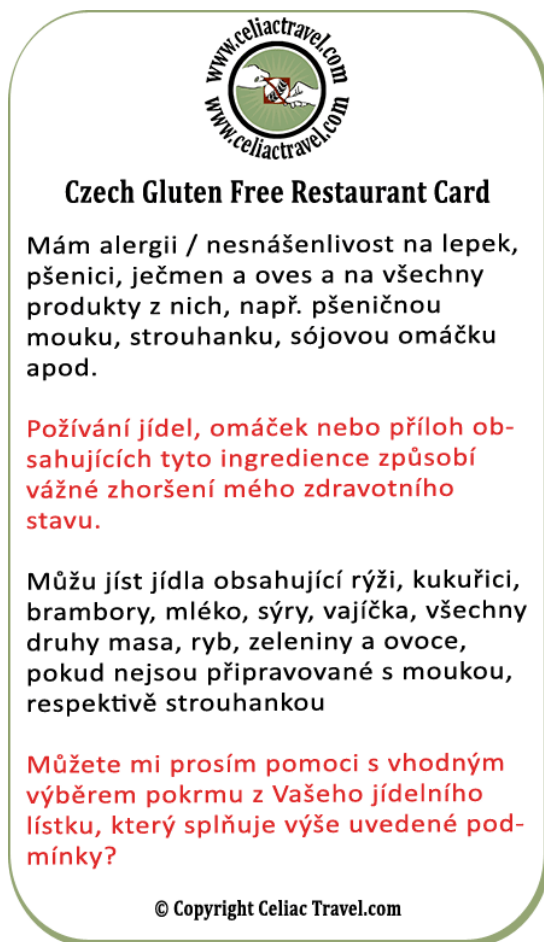 www.celiactravel.com
www.celiactravel.com
Czech Gluten Free Restaurant Card
Mám alergii / nesnášenlivost na lepek,
pšenici, ječmen a oves a na všechny
produkty z nich, např. pšeničnou
mouku, strouhanku, sójovou omáčku
apod.
Požívání jídel, omáček nebo příloh ob-
sahujících tyto ingredience způsobí
vážné zhoršení mého zdravotního
stavu.
Můžu jíst jídla obsahující rýži, kukuřici,
brambory, mléko, sýry, vajíčka, všechny
druhy masa, ryb, zeleniny a ovoce,
pokud nejsou připravované s moukou,
respektivě strouhankou
Můžete mi prosím pomoci s vhodným
výběrem pokrmu z Vašeho jídelního
lístku, který splňuje výše uvedené pod-
mínky?
© Copyright Celiac Travel.com